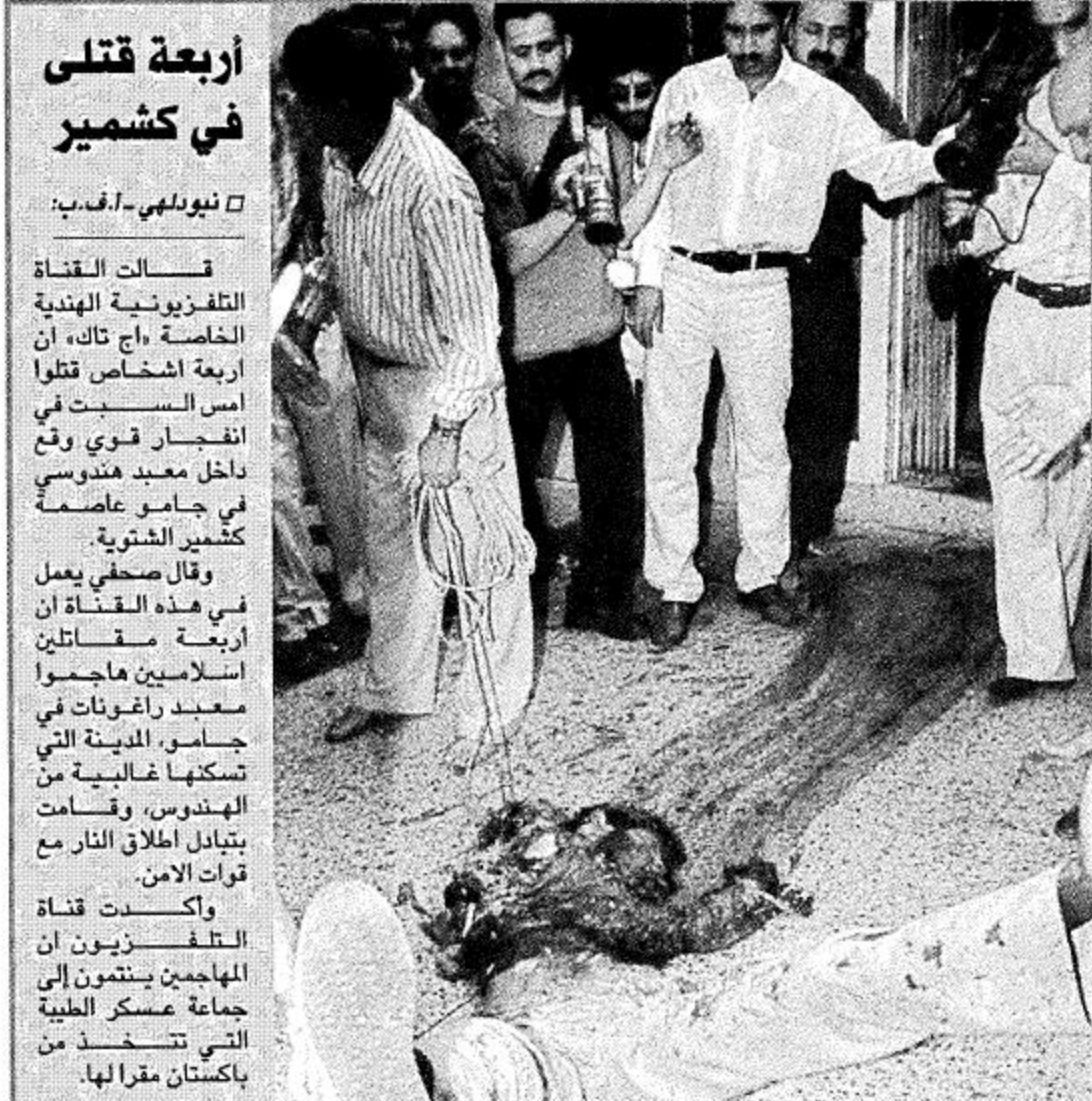 أربعة قتلى
في كشمير
□ نيودلهي ـ أ.ف.ب:
قالت القناة
التلفزيونية الهندية
الخاصة «اج تاك» ان
اربعة اشخاص قتلوا
امس السبت في
انفجار قوي وقع
داخل معبد هندوسي
في جامو عاصمة
كشمير الشتوية.
وقال صحفي يعمل
في هذه القناة ان
أربعة مقاتلين
اسلاميين هاجموا
معبد راغونات في
جامو، المدينة التي
تسكنها غالبية من
الهندوس، وقامت
بتبادل اطلاق النار مع
قوات الامن.
واكدت قناة
التلفزيون ان
المهاجمين ينتمون إلى
جماعة عسكر الطيبة
التي تتخذ من
باكستان مقرا لها.